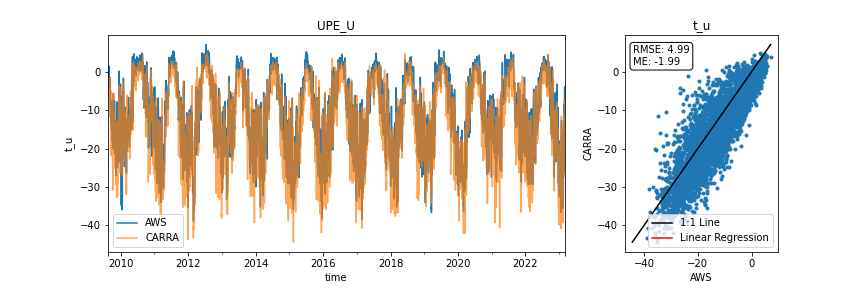 UPE_U
t_u
0
−10
−20
−30
−40
2010
2012
2014
2016
2018
2020
2022
time
AWS
CARRA
t_u
RMSE: 4.99
ME: -1.99
CARRA
0
−10
−20
−30
−40
−40
−20
0
AWS
1:1 Line
Linear Regression